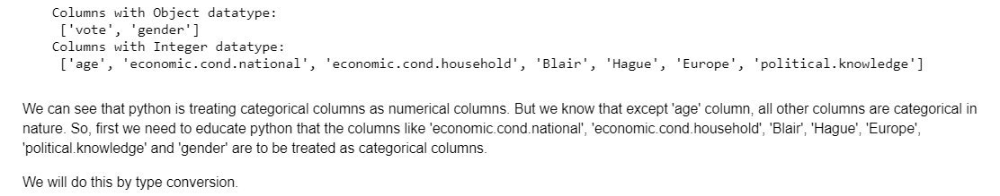 Columns with Object datatype:
['vote', 'gender']
Columns with Integer datatype:
['age', 'economic.cond.national', 'economic.cond.household', 'Blair', 'Hague', 'Europe', 'political.knowledge']
We can see that python is treating categorical columns as numerical columns. But we know that except 'age' column, all other columns are categorical in
nature. So, first we need to educate python that the columns like 'economic.cond.national', 'economic.cond.household', 'Blair', 'Hague', 'Europe',
'political.knowledge' and 'gender' are to be treated as categorical columns.
We will do this by type conversion.